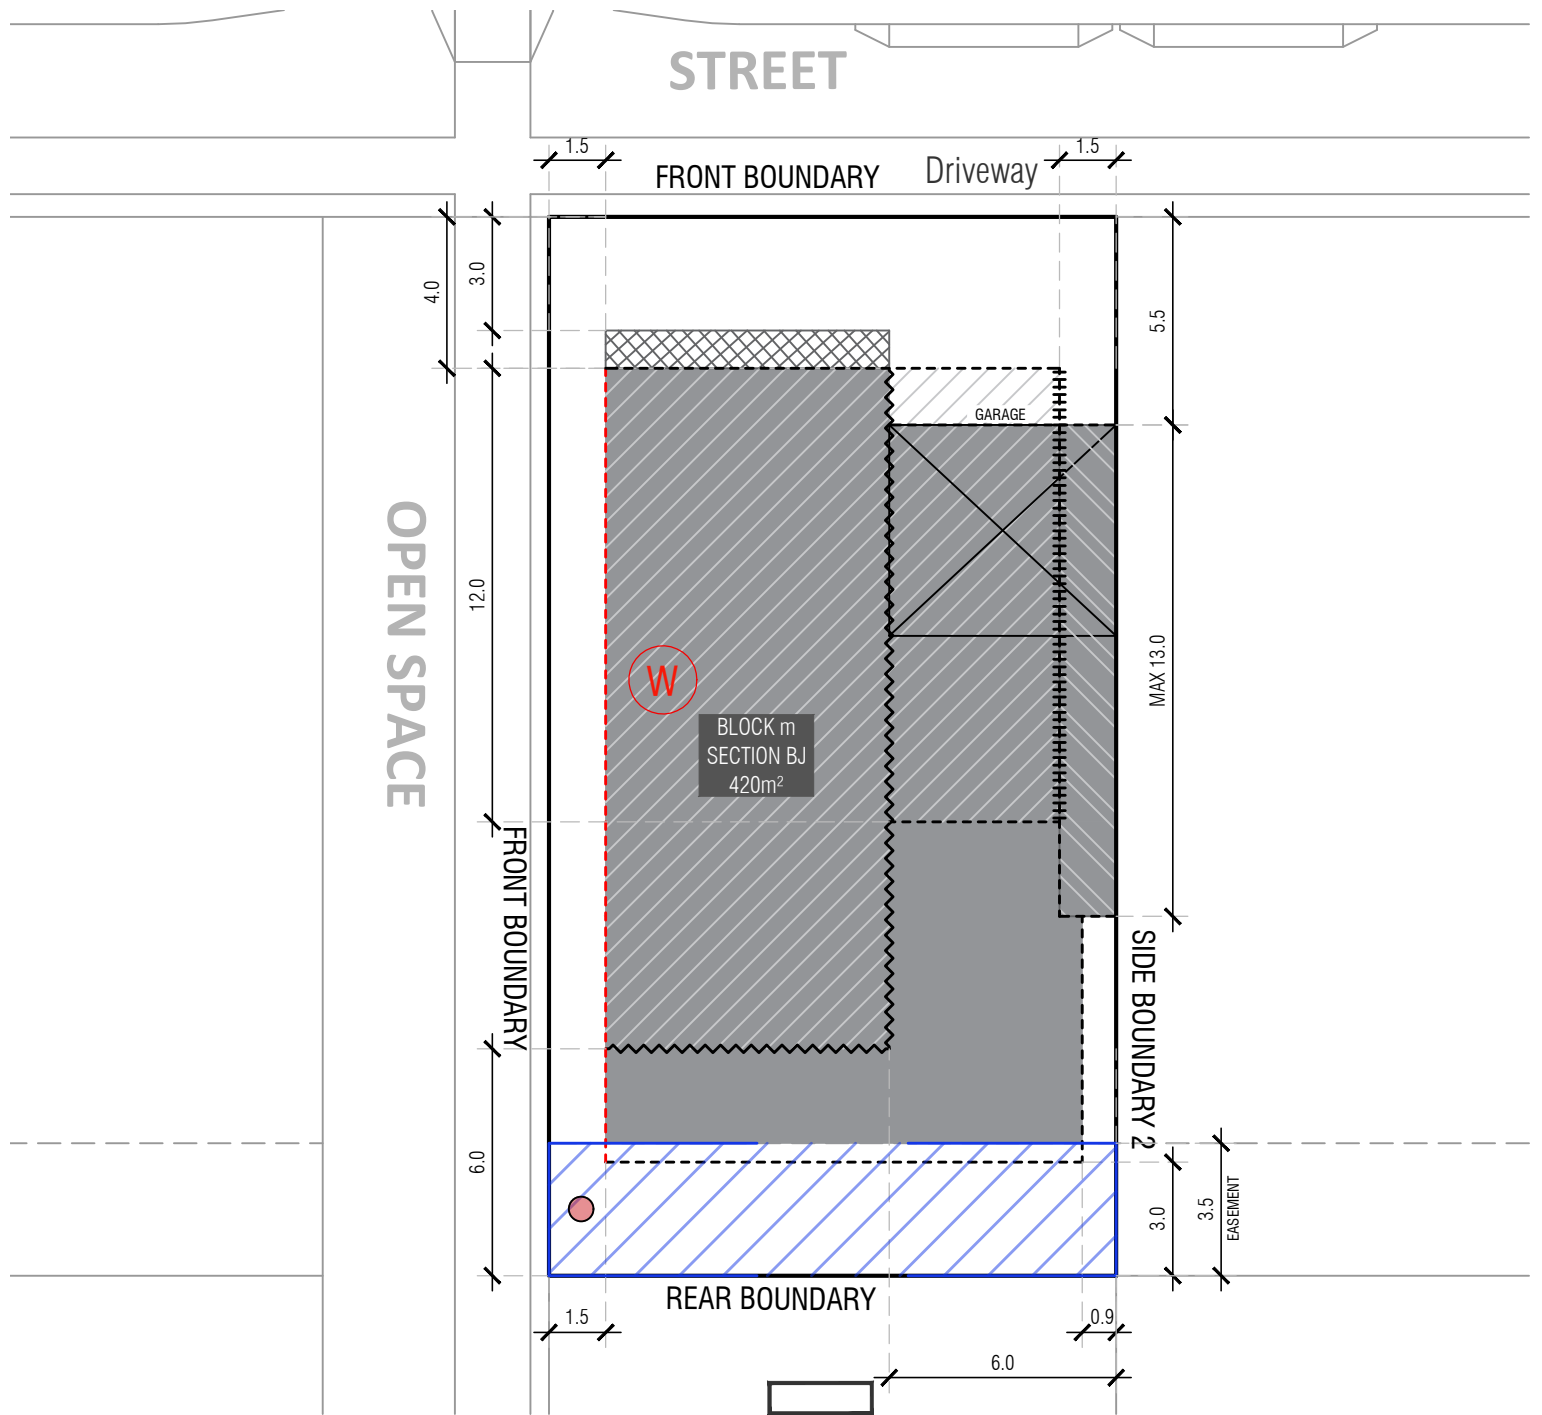 STREET
1.5
FRONT BOUNDARY
Driveway
1.5
4.0
3.0
5.5
GARAGE
OPEN SPACE
12.0
MAX 13.0
W
BLOCK m
SECTION BJ
420m²
FRONT BOUNDARY
SIDE BOUNDARY 2
6.0
3.0
3.5
EASEMENT
REAR BOUNDARY
1.5
0.9
6.0